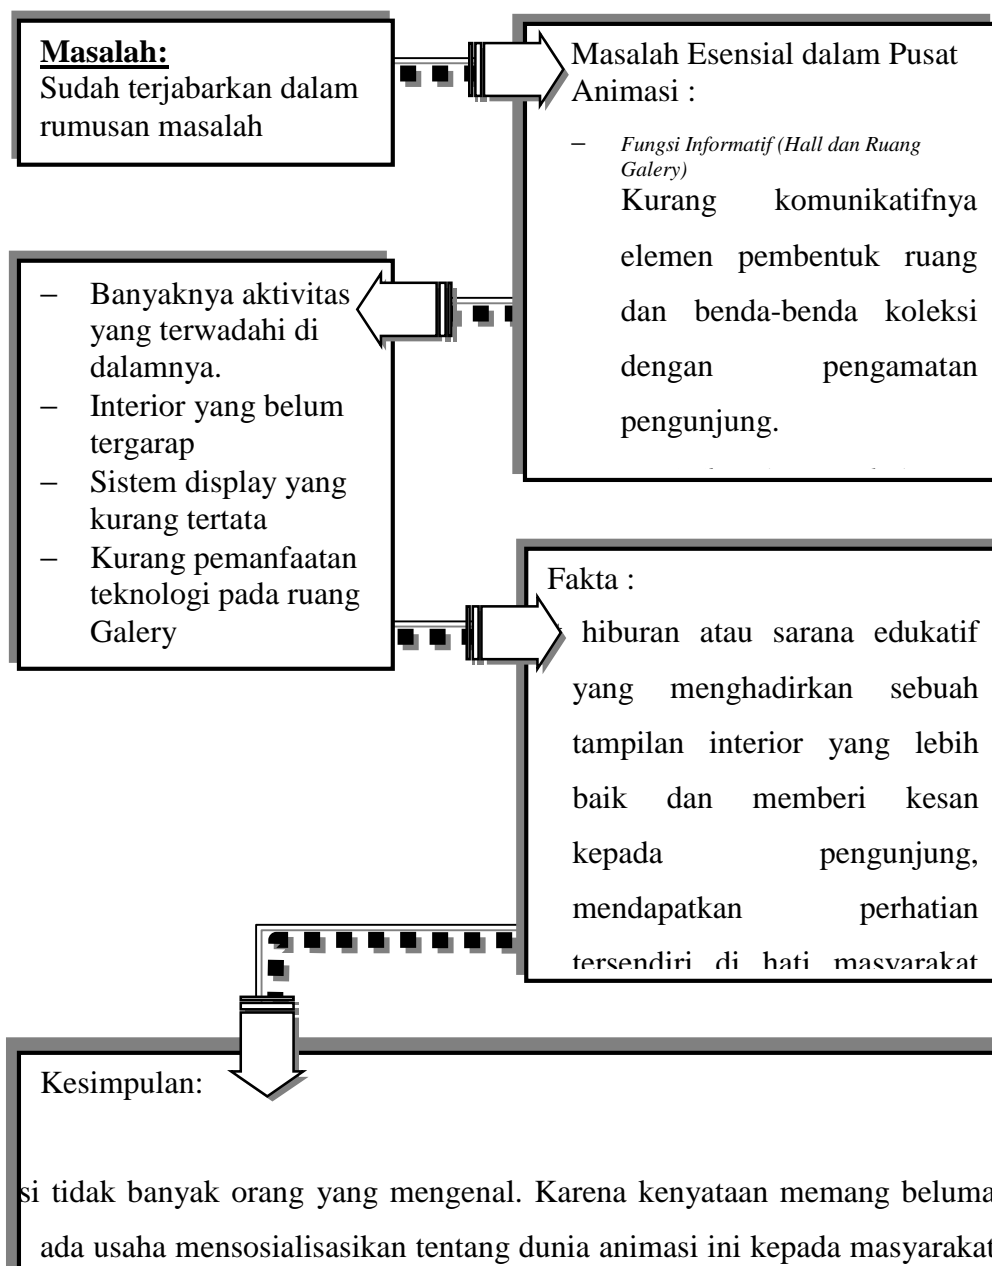 Masalah:
Sudah terjabarkan dalam
rumusan masalah
Masalah Esensial dalam Pusat
Animasi :
– Fungsi Informatif (Hall dan Ruang
Galery)
Kurang komunikatifnya
elemen pembentuk ruang
dan benda-benda koleksi
dengan pengamatan
pengunjung.
– Banyaknya aktivitas
yang terwadahi di
dalamnya.
– Interior yang belum
tergarap
– Sistem display yang
kurang tertata
– Kurang pemanfaatan
teknologi pada ruang
Galery
Fakta :
hiburan atau sarana edukatif
yang menghadirkan sebuah
tampilan interior yang lebih
baik dan memberi kesan
kepada pengunjung,
mendapatkan perhatian
tersendiri di hati masyarakat
Kesimpulan:
si tidak banyak orang yang mengenal. Karena kenyataan memang beluma
ada usaha mensosialisasikan tentang dunia animasi ini kepada masyarakat